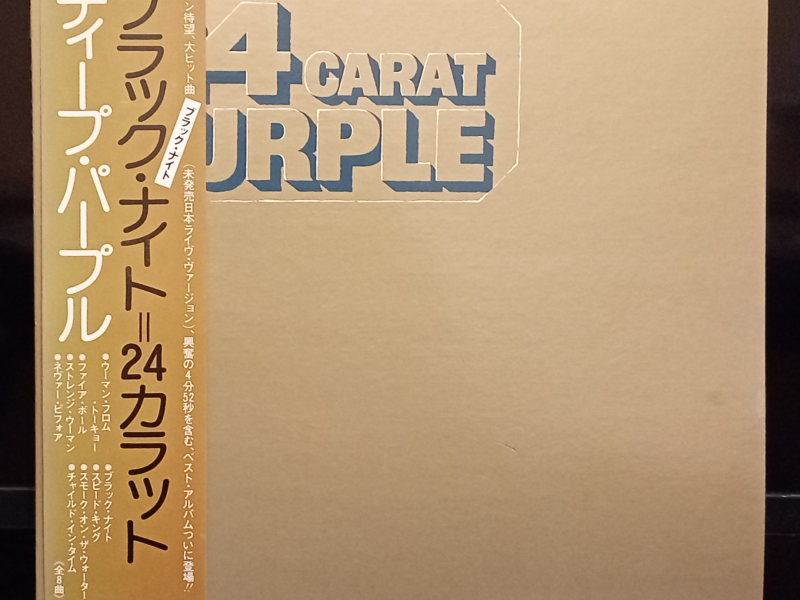 4 CARAT
URPLE
ン待望、大ヒット曲
ブラック・ナイト
(未発売日本ライヴ・ヴァージョン)、興奮の4分52秒を含む、ベスト・アルバムついに登場!!
ブラック・ナイト=24カラット
ディープ・パープル
●ウーマン・フロム・トーキョー
●ファイア・ボール
●ストレンジ・ウーマン
●ネヴァー・ビフォア
●ブラック・ナイト
●スピード・キング
●スモーク・オン・ザ・ウォーター
●チャイルド・イン・タイム
〈全8曲〉